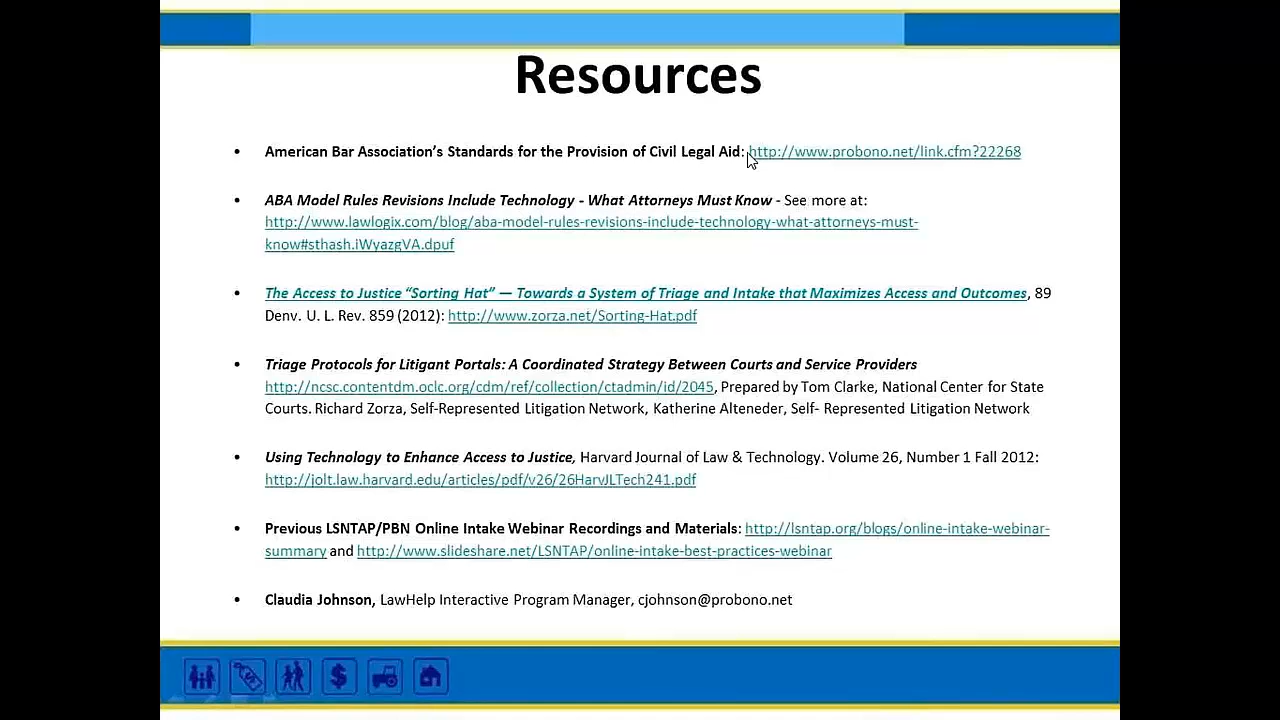 Resources
• American Bar Association’s Standards for the Provision of Civil Legal Aid: http://www.probono.net/link.cfm?22268
• ABA Model Rules Revisions Include Technology - What Attorneys Must Know - See more at:
http://www.lawlogix.com/blog/aba-model-rules-revisions-include-technology-what-attorneys-must-
know#sthash.iWyazgVA.dpuf
• The Access to Justice “Sorting Hat” — Towards a System of Triage and Intake that Maximizes Access and Outcomes, 89
Denv. U. L. Rev. 859 (2012): http://www.zorza.net/Sorting-Hat.pdf
• Triage Protocols for Litigant Portals: A Coordinated Strategy Between Courts and Service Providers
http://ncsc.contentdm.oclc.org/cdm/ref/collection/ctadmin/id/2045, Prepared by Tom Clarke, National Center for State
Courts. Richard Zorza, Self-Represented Litigation Network, Katherine Alteneder, Self- Represented Litigation Network
• Using Technology to Enhance Access to Justice, Harvard Journal of Law & Technology. Volume 26, Number 1 Fall 2012:
http://jolt.law.harvard.edu/articles/pdf/v26/26HarvJLTech241.pdf
• Previous LSNTAP/PBN Online Intake Webinar Recordings and Materials: http://lsntap.org/blogs/online-intake-webinar-
summary and http://www.slideshare.net/LSNTAP/online-intake-best-practices-webinar
• Claudia Johnson, LawHelp Interactive Program Manager, cjohnson@probono.net
$